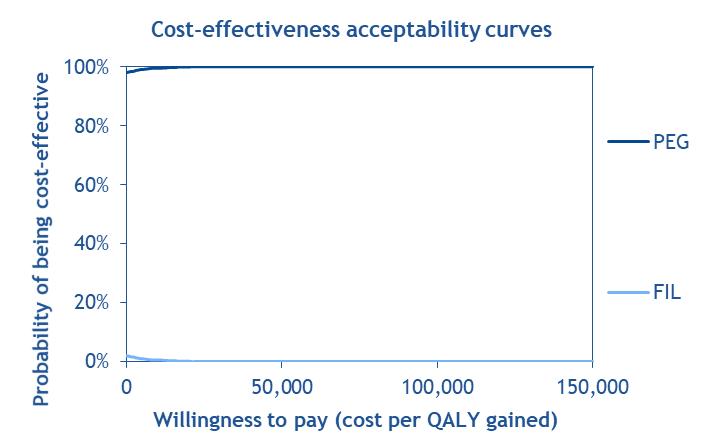 Cost-effectiveness acceptability curves
Probability of being cost-effective
100%
80%
60%
40%
20%
0%
0
50,000
100,000
150,000
Willingness to pay (cost per QALY gained)
PEG
FIL